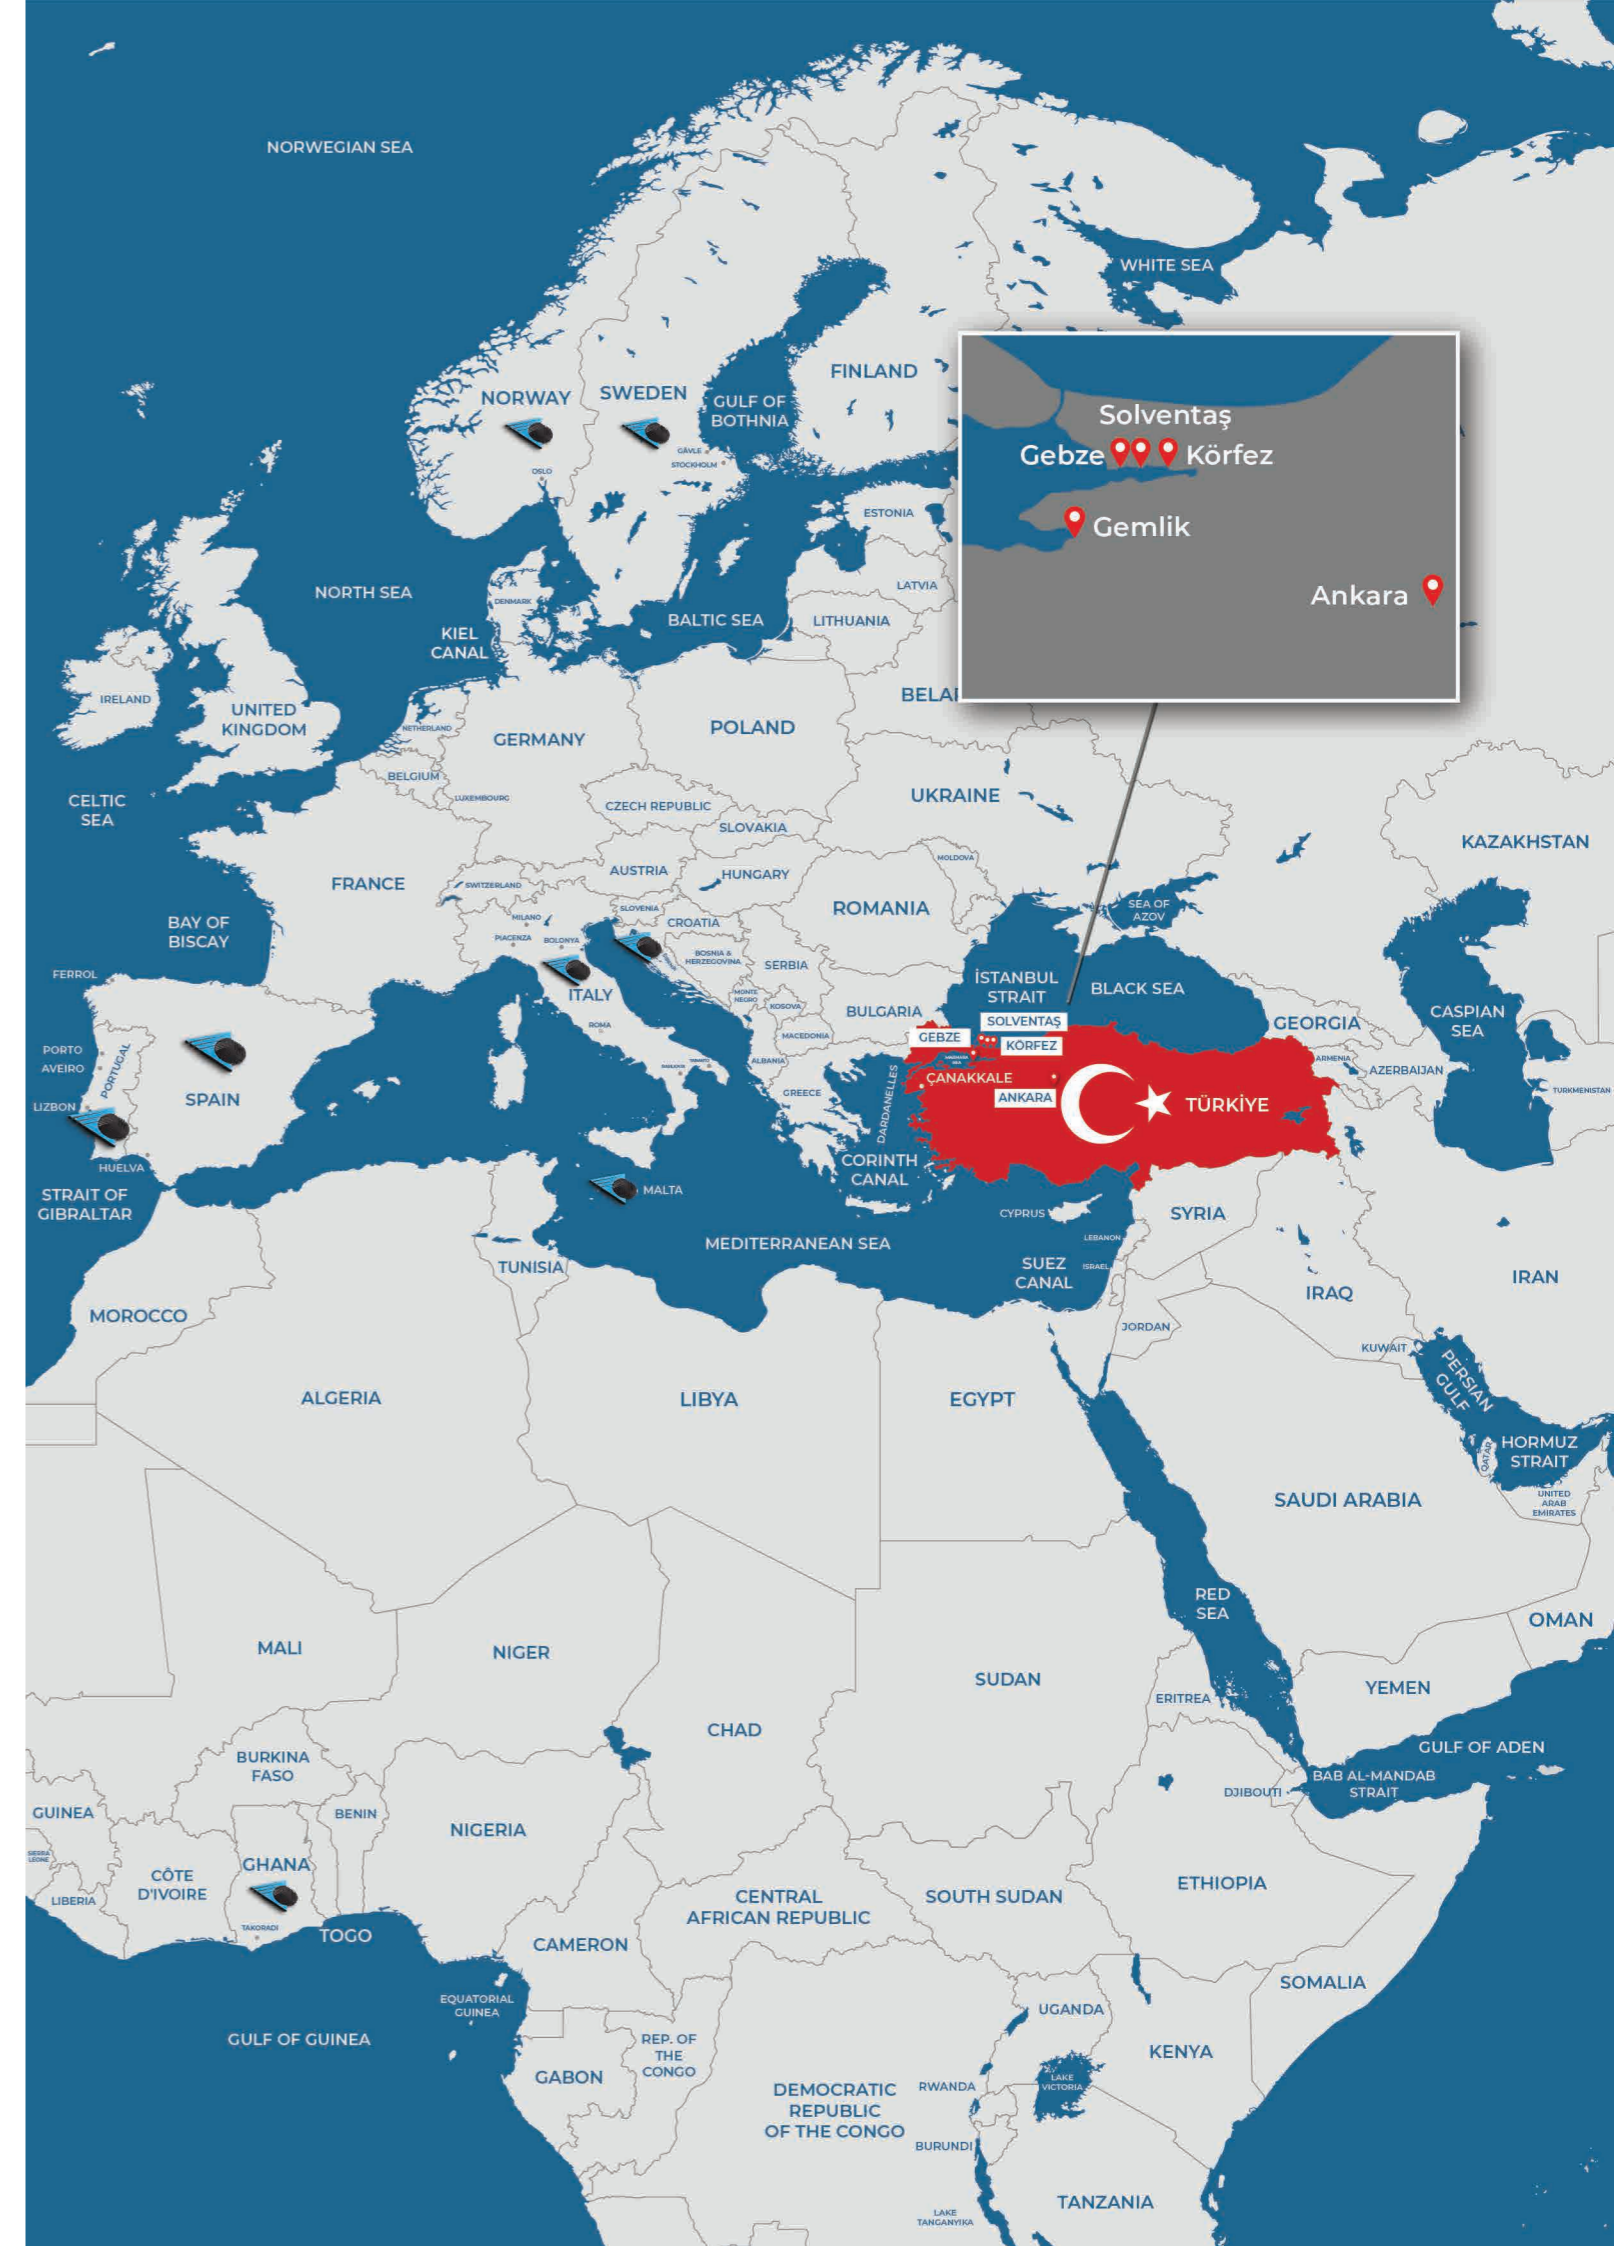 NORWEGIAN SEA
WHITE SEA
FINLAND
NORWAY
SWEDEN
GULF OF
BOTHNIA
GÄVLE
STOCKHOLM
OSLO
Solventaş
Gebze
Körfez
Gemlik
Ankara
ESTONIA
LATVIA
LITHUANIA
NORTH SEA
DENMARK
BALTIC SEA
KIEL
CANAL
IRELAND
UNITED
KINGDOM
NETHERLAND
GERMANY
POLAND
BELAR
BELGIUM
LUXEMBOURG
CELTIC
SEA
CZECH REPUBLIC
SLOVAKIA
UKRAINE
KAZAKHSTAN
FRANCE
SWITZERLAND
AUSTRIA
HUNGARY
MOLDOVA
ROMANIA
SLOVENIA
CROATIA
SEA OF
AZOV
BAY OF
BISCAY
MILANO
PIACENZA
BOLONYA
BOSNIA &
HERZEGOVINA
SERBIA
FERROL
ITALY
MONTE
NEGRO
KOSOVA
BULGARIA
İSTANBUL
STRAIT
BLACK SEA
ROMA
MACEDONIA
SOLVENTAŞ
GEBZE
KÖRFEZ
GEORGIA
CASPIAN
SEA
PORTO
AVEIRO
PORTUGAL
SPAIN
LIZBON
HUELVA
ALBANIA
GREECE
DARDANELLES
ÇANAKKALE
ANKARA
TÜRKİYE
ARMENIA
AZERBAIJAN
TURKMENISTAN
STRAIT OF
GIBRALTAR
MALTA
CORINTH
CANAL
CYPRUS
SYRIA
LEBANON
MEDITERRANEAN SEA
SUEZ
CANAL
ISRAEL
TUNISIA
IRAQ
IRAN
MOROCCO
JORDAN
KUWAIT
PERSIAN
GULF
ALGERIA
LIBYA
EGYPT
QATAR
HORMUZ
STRAIT
UNITED
ARAB
EMIRATES
SAUDI ARABIA
RED
SEA
OMAN
MALI
NIGER
SUDAN
YEMEN
ERITREA
CHAD
GULF OF ADEN
BURKINA
FASO
BAB AL-MANDAB
STRAIT
DJIBOUTI
GUINEA
BENIN
NIGERIA
SIERRA
LEONE
CÔTE
D'IVOIRE
GHANA
LIBERIA
TAKORADI
TOGO
ETHIOPIA
CENTRAL
AFRICAN REPUBLIC
SOUTH SUDAN
CAMERON
SOMALIA
EQUATORIAL
GUINEA
UGANDA
GULF OF GUINEA
REP. OF
THE
CONGO
KENYA
GABON
LAKE
VICTORIA
RWANDA
DEMOCRATIC
REPUBLIC
OF THE CONGO
BURUNDI
TANZANIA
LAKE
TANGANYIKA